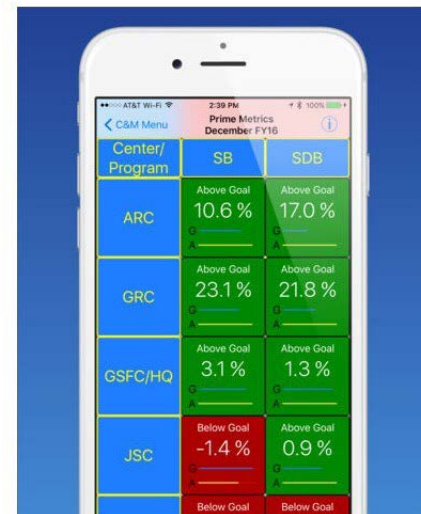 AT&T Wi-Fi 2:39 PM 100%
C&M Menu
Prime Metrics
December FY16
Center/
Program
SB
SDB
ARC
Above Goal
10.6 %
G
A
Above Goal
17.0 %
G
A
GRC
Above Goal
23.1 %
G
A
Above Goal
21.8 %
G
A
GSFC/HQ
Above Goal
3.1 %
G
A
Above Goal
1.3 %
G
A
JSC
Below Goal
-1.4 %
G
A
Above Goal
0.9 %
G
A
Below Goal
Below Goal